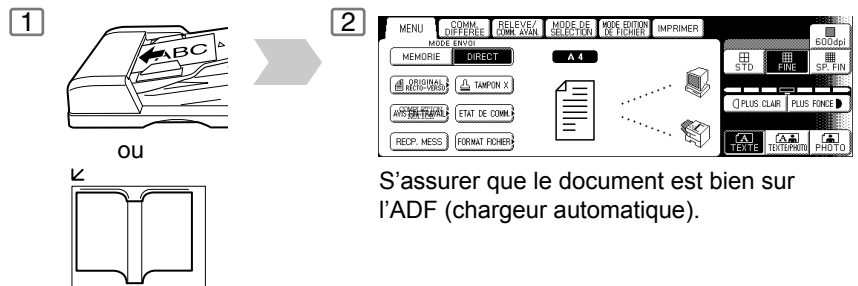 1
ABC
ou
2
MENU
COMM. DIFFEREE
RELEVE/ COMM. AVAN.
MODE DE SELECTION
MODE EDITION DE FICHIER
IMPRIMER
MODE ENVOI
MEMORIE
DIRECT
A4
ORIGINAL RECTO-VERSO
TAMPON X
ETAT DE COMM.
RECP. MESS
FORMAT FICHIER
600dpi
STD
FINE
SP. FIN
PLUS CLAIR
PLUS FONCE
TEXTE
TEXTE/PHOTO
PHOTO
S’assurer que le document est bien sur
l’ADF (chargeur automatique).